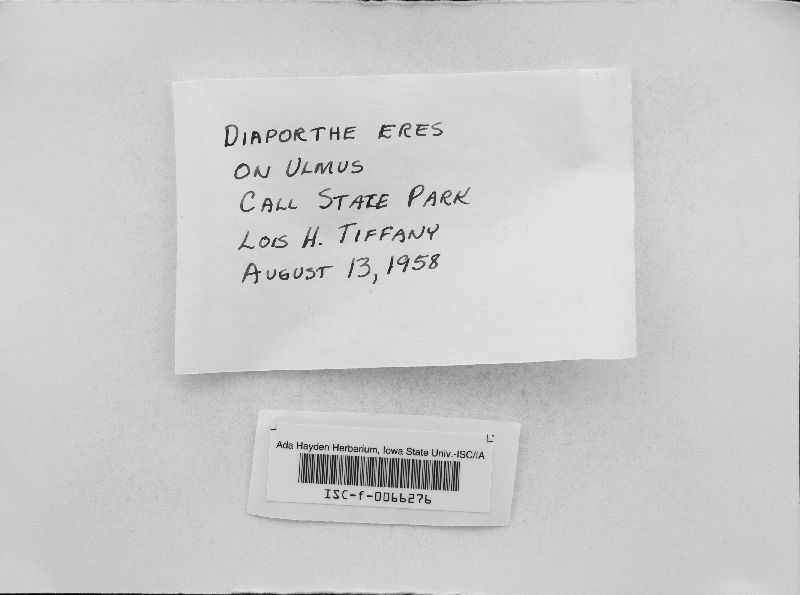 DIAPORTHE ERES
ON ULMUS
CALL STATE PARK
LOIS H. TIFFANY
AUGUST 13, 1958
Ada Hayden Herbarium, Iowa State Univ.-ISC/IA
ISC-f-0066276